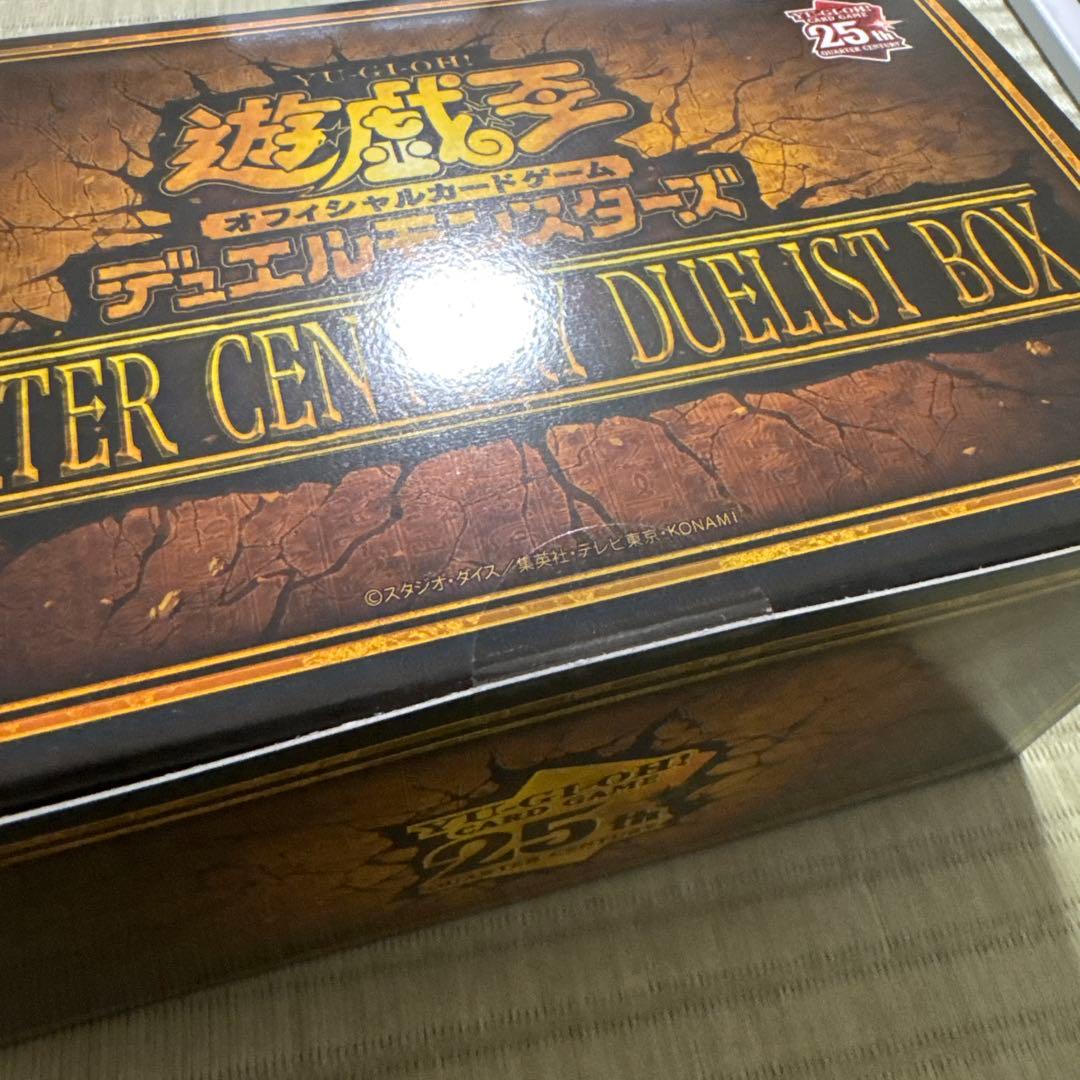 YU-GI-OH!
CARD GAME
25th
QUARTER CENTURY
YU-GI-OH!
遊戯王
オフィシャルカードゲーム
デュエルモンスターズ
TER CEN Y DUELIST BOX
©スタジオ・ダイス/集英社・テレビ東京・KONAMI
YU-GI-OH!
CARD GAME
25th
QUARTER CENTURY